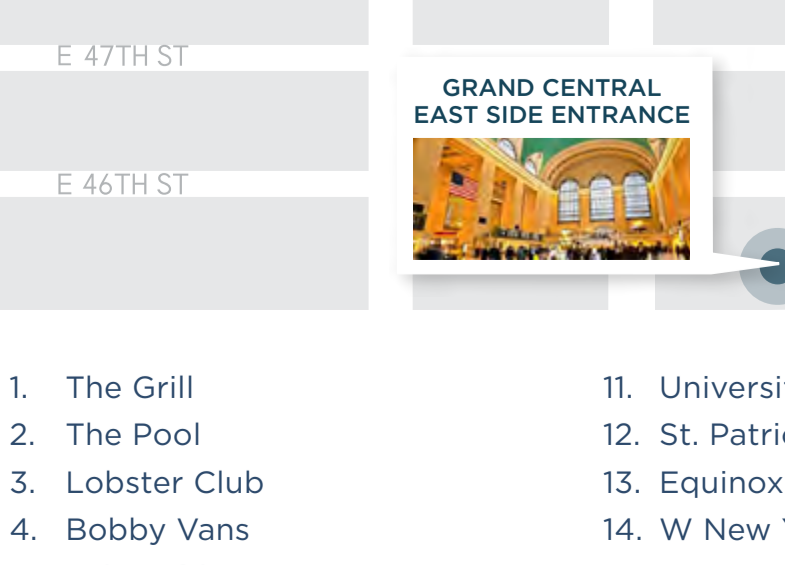 E 47TH ST
GRAND CENTRAL
EAST SIDE ENTRANCE
E 46TH ST
1. The Grill
2. The Pool
3. Lobster Club
4. Bobby Vans
11.
12. St.
13. Equinox
14. W New